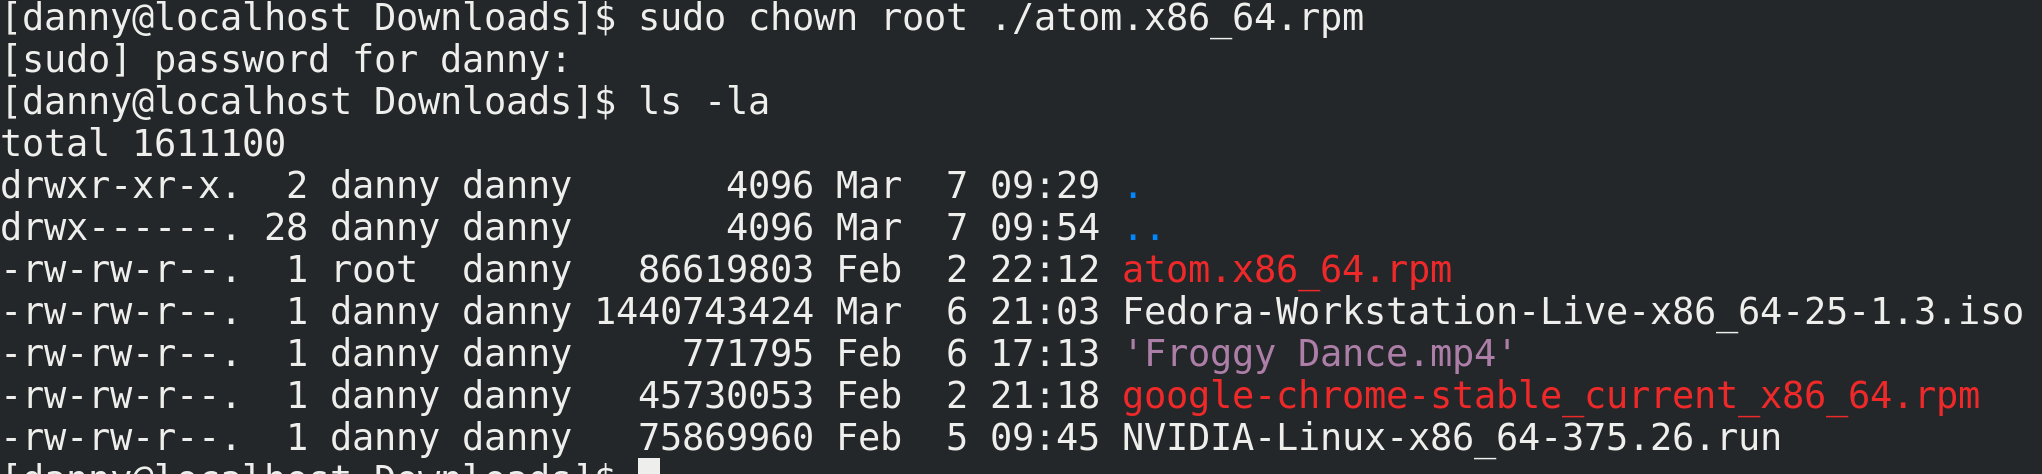 [danny@localhost Downloads]$ sudo chown root ./atom.x86_64.rpm
[sudo] password for danny:
[danny@localhost Downloads]$ ls -la
total 1611100
drwxr-xr-x.  2 danny danny       4096 Mar  7 09:29 .
drwx------. 28 danny danny       4096 Mar  7 09:54 ..
-rw-rw-r--.  1 root  danny   86619803 Feb  2 22:12 atom.x86_64.rpm
-rw-rw-r--.  1 danny danny 1440743424 Mar  6 21:03 Fedora-Workstation-Live-x86_64-25-1.3.iso
-rw-rw-r--.  1 danny danny     771795 Feb  6 17:13 'Froggy Dance.mp4'
-rw-rw-r--.  1 danny danny   45730053 Feb  2 21:18 google-chrome-stable_current_x86_64.rpm
-rw-rw-r--.  1 danny danny   75869960 Feb  5 09:45 NVIDIA-Linux-x86_64-375.26.run
[danny@localhost Downloads]$